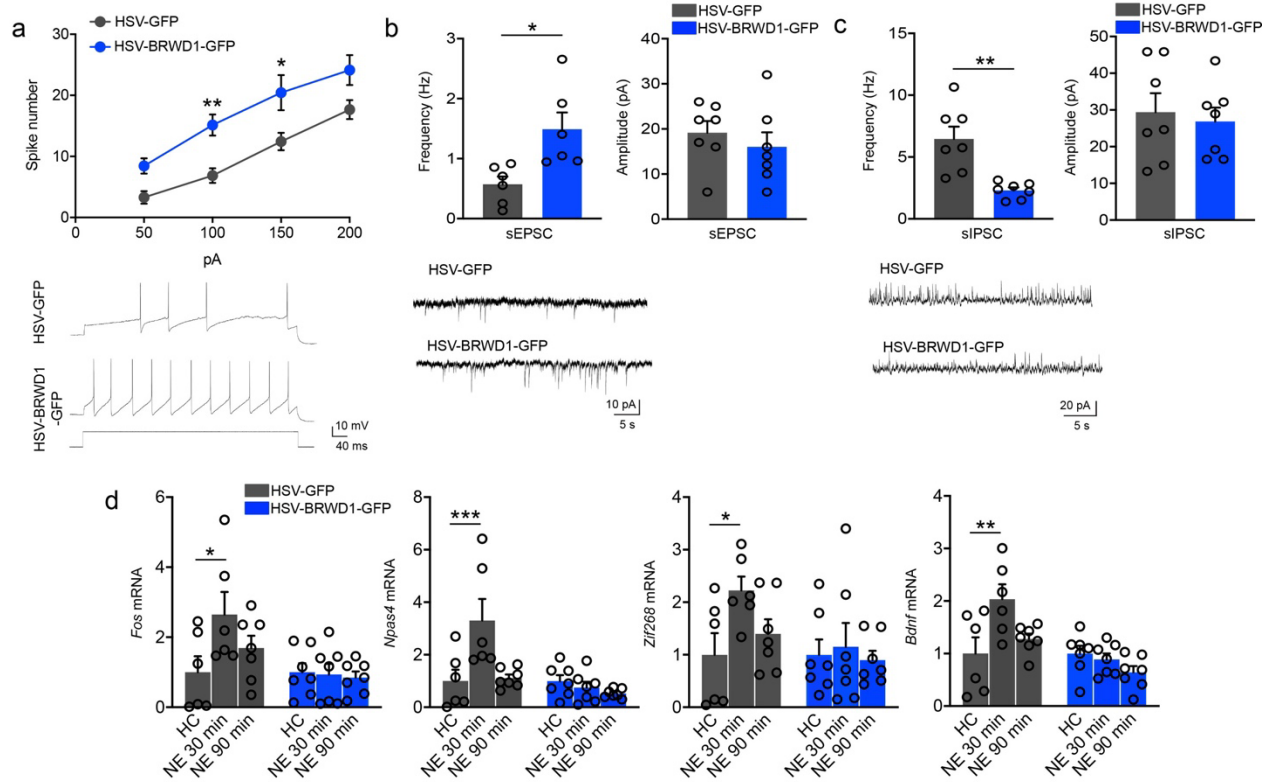 a
HSV-GFP
HSV-BRWD1-GFP
Spike number
30
20
10
0
0
50
100
150
200
pA
**
*
HSV-GFP
HSV-BRWD1
-GFP
10 mV
40 ms
b
HSV-GFP
HSV-BRWD1-GFP
Frequency (Hz)
3
2
1
0
*
sEPSC
Amplitude (pA)
40
30
20
10
0
sEPSC
HSV-GFP
HSV-BRWD1-GFP
10 pA
5 s
c
HSV-GFP
HSV-BRWD1-GFP
Frequency (Hz)
15
10
5
0
**
sIPSC
Amplitude (pA)
50
40
30
20
10
0
sIPSC
HSV-GFP
HSV-BRWD1-GFP
20 pA
5 s
d
HSV-GFP
HSV-BRWD1-GFP
Fos mRNA
6
4
2
0
*
HC
NE 30 min
NE 90 min
HC
NE 30 min
NE 90 min
Npas4 mRNA
8
6
4
2
0
***
HC
NE 30 min
NE 90 min
HC
NE 30 min
NE 90 min
Zif268 mRNA
4
3
2
1
0
*
HC
NE 30 min
NE 90 min
HC
NE 30 min
NE 90 min
Bdnf mRNA
4
3
2
1
0
**
HC
NE 30 min
NE 90 min
HC
NE 30 min
NE 90 min